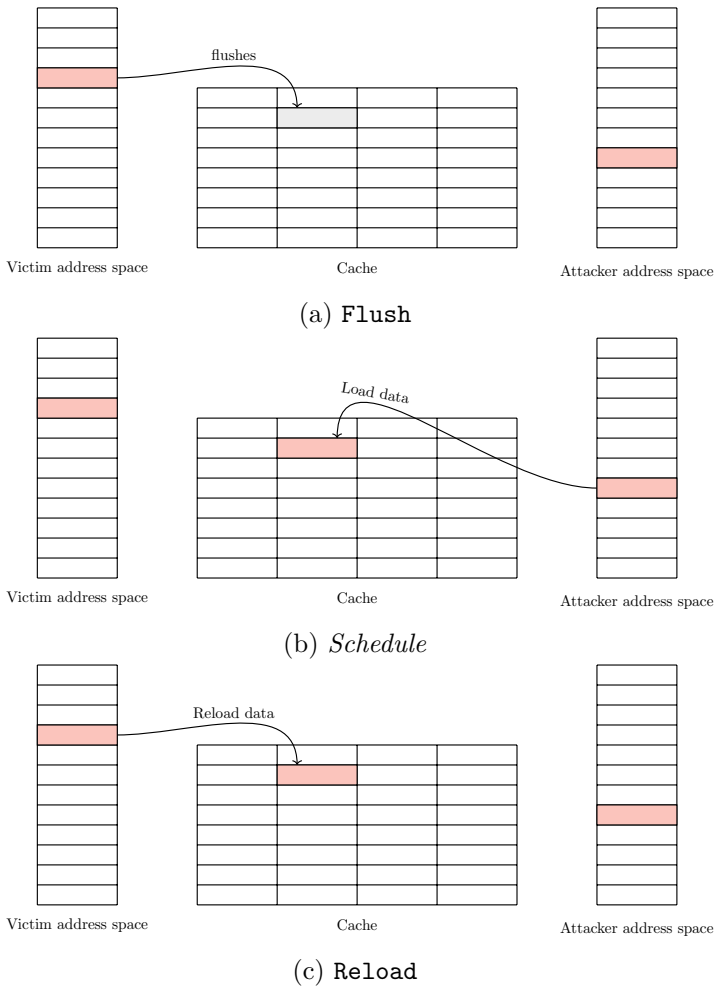 flushes
Victim address space
Cache
Attacker address space
(a) Flush
Load data
Victim address space
Cache
Attacker address space
(b) Schedule
Reload data
Victim address space
Cache
Attacker address space
(c) Reload